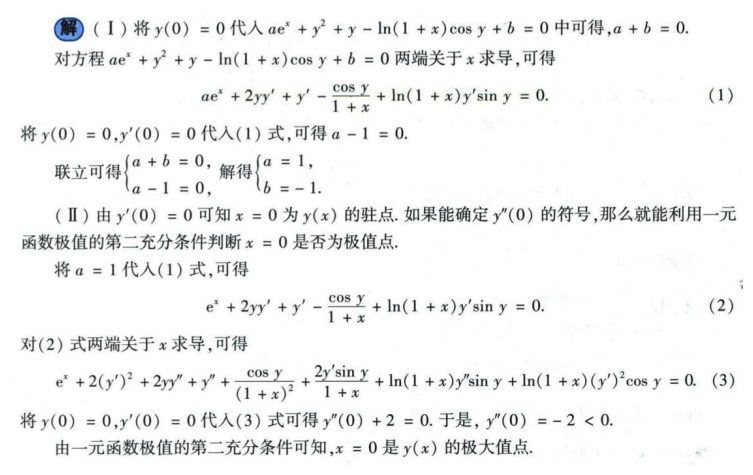 解 (Ⅰ)将 y(0) = 0 代入 ae^x + y^2 + y - ln(1 + x)cos y + b = 0 中可得,a + b = 0.
对方程 ae^x + y^2 + y - ln(1 + x)cos y + b = 0 两端关于 x 求导,可得
ae^x + 2yy′ + y′ - \frac{cos y}{1 + x} + ln(1 + x)y′sin y = 0. (1)
将 y(0) = 0,y′(0) = 0 代入(1) 式,可得 a - 1 = 0.
联立可得{a + b = 0, a - 1 = 0, 解得{a = 1, b = - 1.
(Ⅱ) 由 y′(0) = 0 可知 x = 0 为 y(x) 的驻点. 如果能确定 y″(0) 的符号,那么就能利用一元
函数极值的第二充分条件判断 x = 0 是否为极值点.
将 a = 1 代入(1) 式,可得
e^x + 2yy′ + y′ - \frac{cos y}{1 + x} + ln(1 + x)y′sin y = 0. (2)
对(2) 式两端关于 x 求导,可得
e^x + 2(y′)^2 + 2yy″ + y″ + \frac{cos y}{(1 + x)^2} + \frac{2y′sin y}{1 + x} + ln(1 + x)y″sin y + ln(1 + x)(y′)^2cos y = 0. (3)
将 y(0) = 0,y′(0) = 0 代入(3) 式可得 y″(0) + 2 = 0. 于是, y″(0) = - 2 < 0.
由一元函数极值的第二充分条件可知,x = 0 是 y(x) 的极大值点.